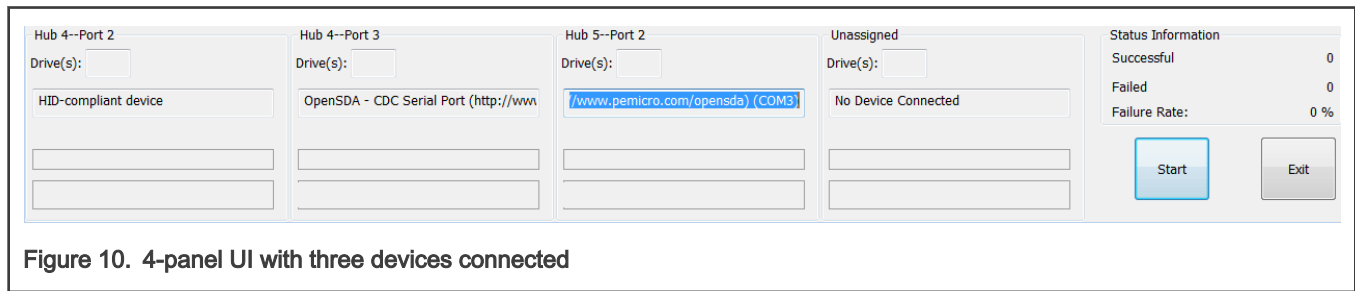 Hub 4--Port 2
Drive(s):
HID-compliant device
Hub 4--Port 3
Drive(s):
OpenSDA - CDC Serial Port (http://www
Hub 5--Port 2
Drive(s):
/www.pemicro.com/opensda) (COM3)
Unassigned
Drive(s):
No Device Connected
Status Information
Successful 0
Failed 0
Failure Rate: 0 %
Start
Exit
Figure 10. 4-panel UI with three devices connected